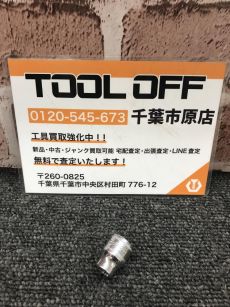 TOOL OFF
0120-545-673 千葉市原店
工具買取強化中！！
新品・中古・ジャンク買取可能 宅配査定・出張査定・LINE査定
無料で査定いたします！
〒260-0825
千葉県千葉市中央区村田町 776-12